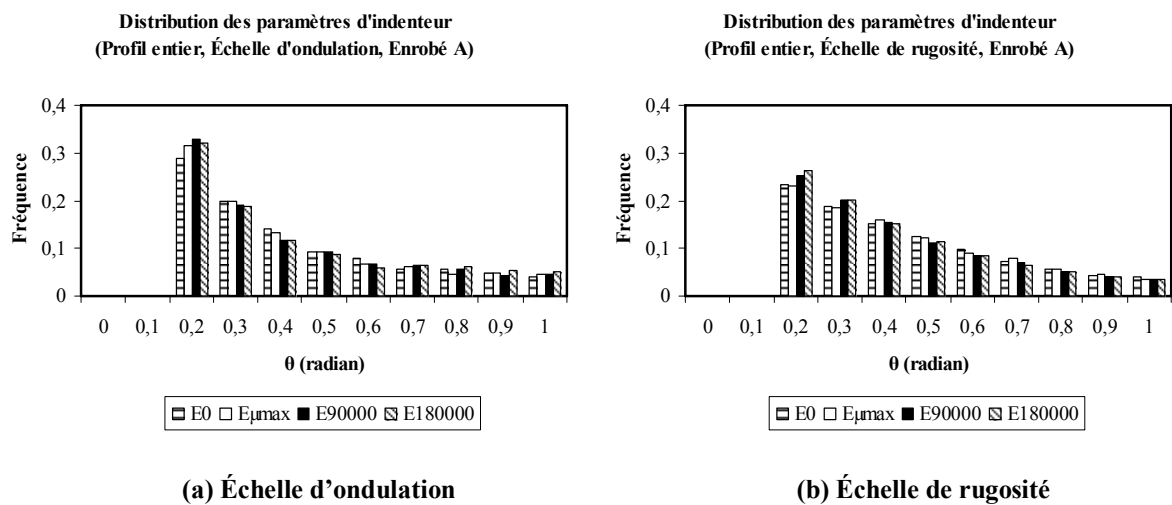 Distribution des paramètres d'indenteur
(Profil entier, Échelle d'ondulation, Enrobé A)
Fréquence
0,4
0,3
0,2
0,1
0
0 0,1 0,2 0,3 0,4 0,5 0,6 0,7 0,8 0,9 1
θ (radian)
E0 Eμmax E90000 E180000
(a) Échelle d’ondulation
Distribution des paramètres d'indenteur
(Profil entier, Échelle de rugosité, Enrobé A)
Fréquence
0,4
0,3
0,2
0,1
0
0 0,1 0,2 0,3 0,4 0,5 0,6 0,7 0,8 0,9 1
θ (radian)
E0 Eμmax E90000 E180000
(b) Échelle de rugosité